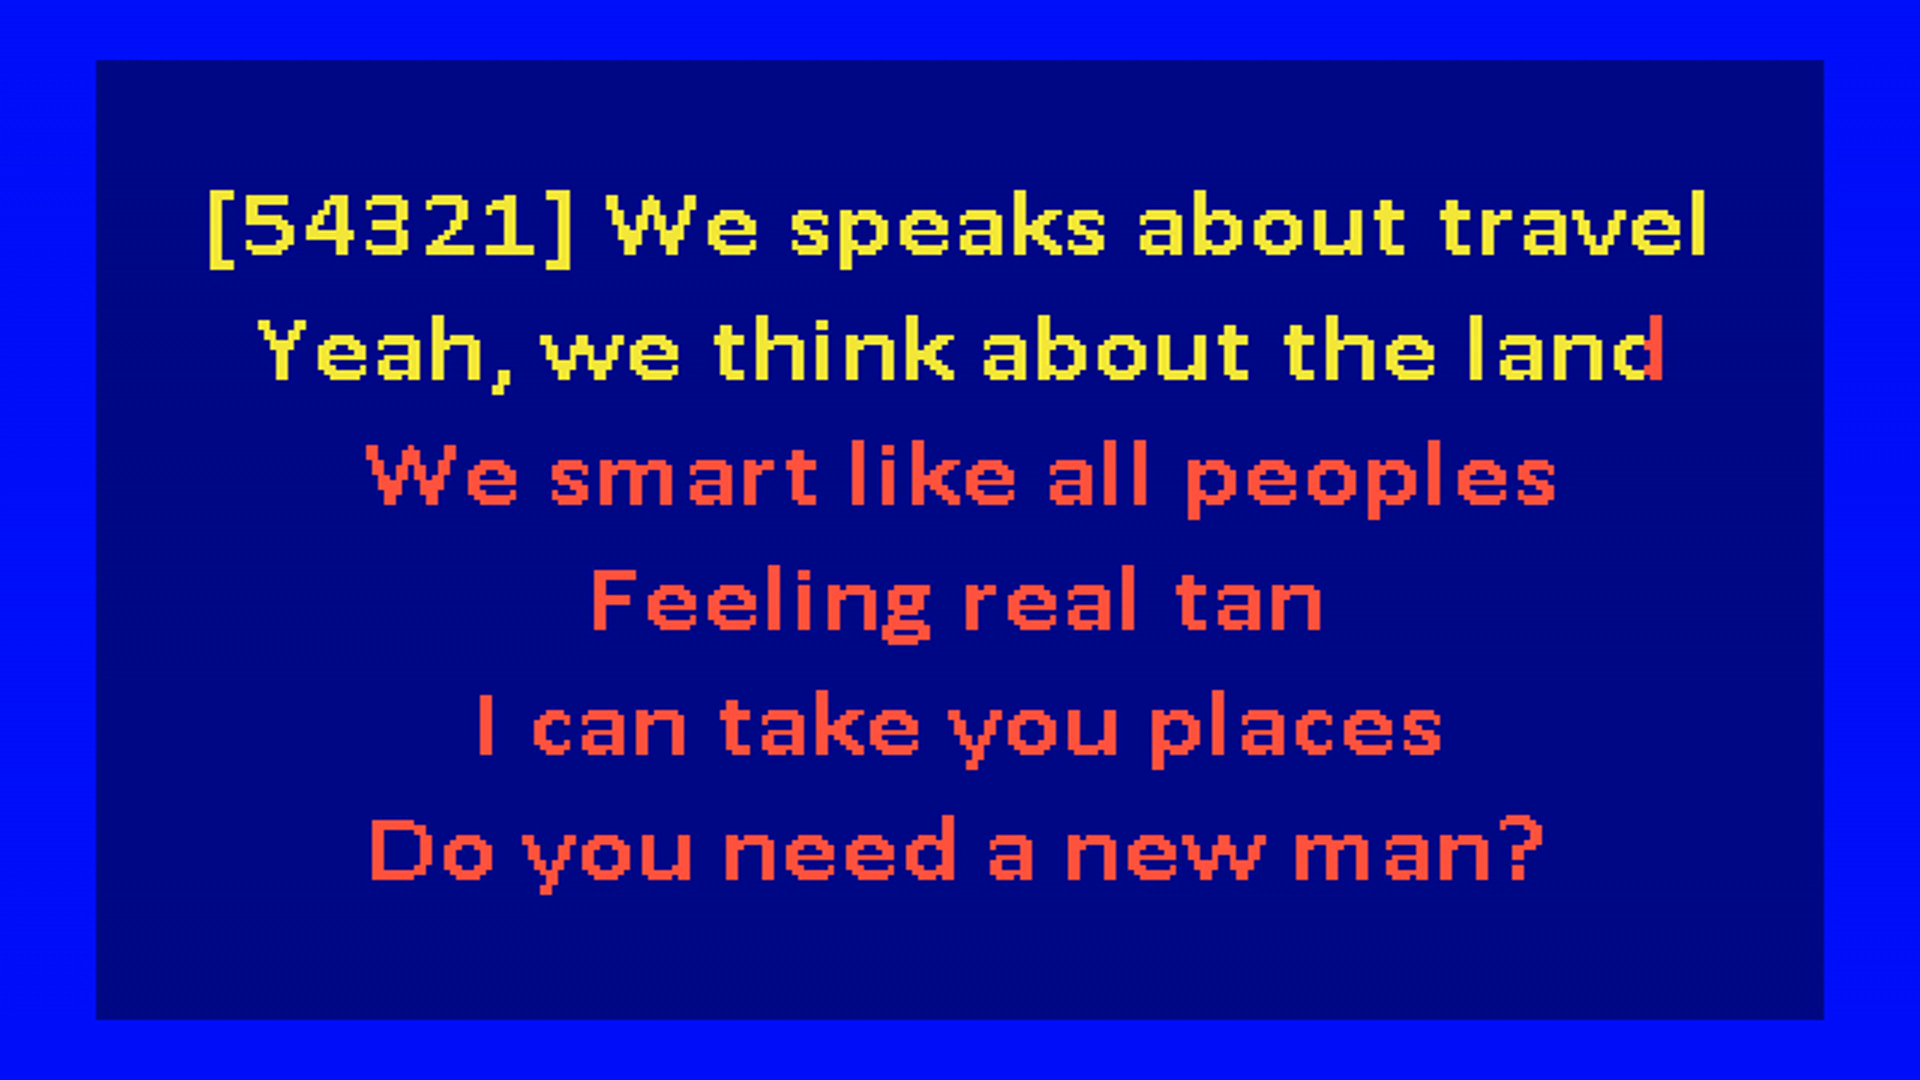 [54321] We speaks about travel
Yeah, we think about the land
We smart like all peoples
Feeling real tan
I can take you places
Do you need a new man?